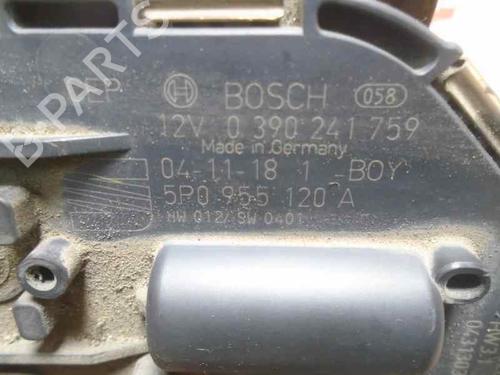 B-PARTS
BOSCH 058
12V 0 390 241 759
Made in Germany
04-11-18 1 -BOY
5P0 955 120 A
HW 012/ SW 0401